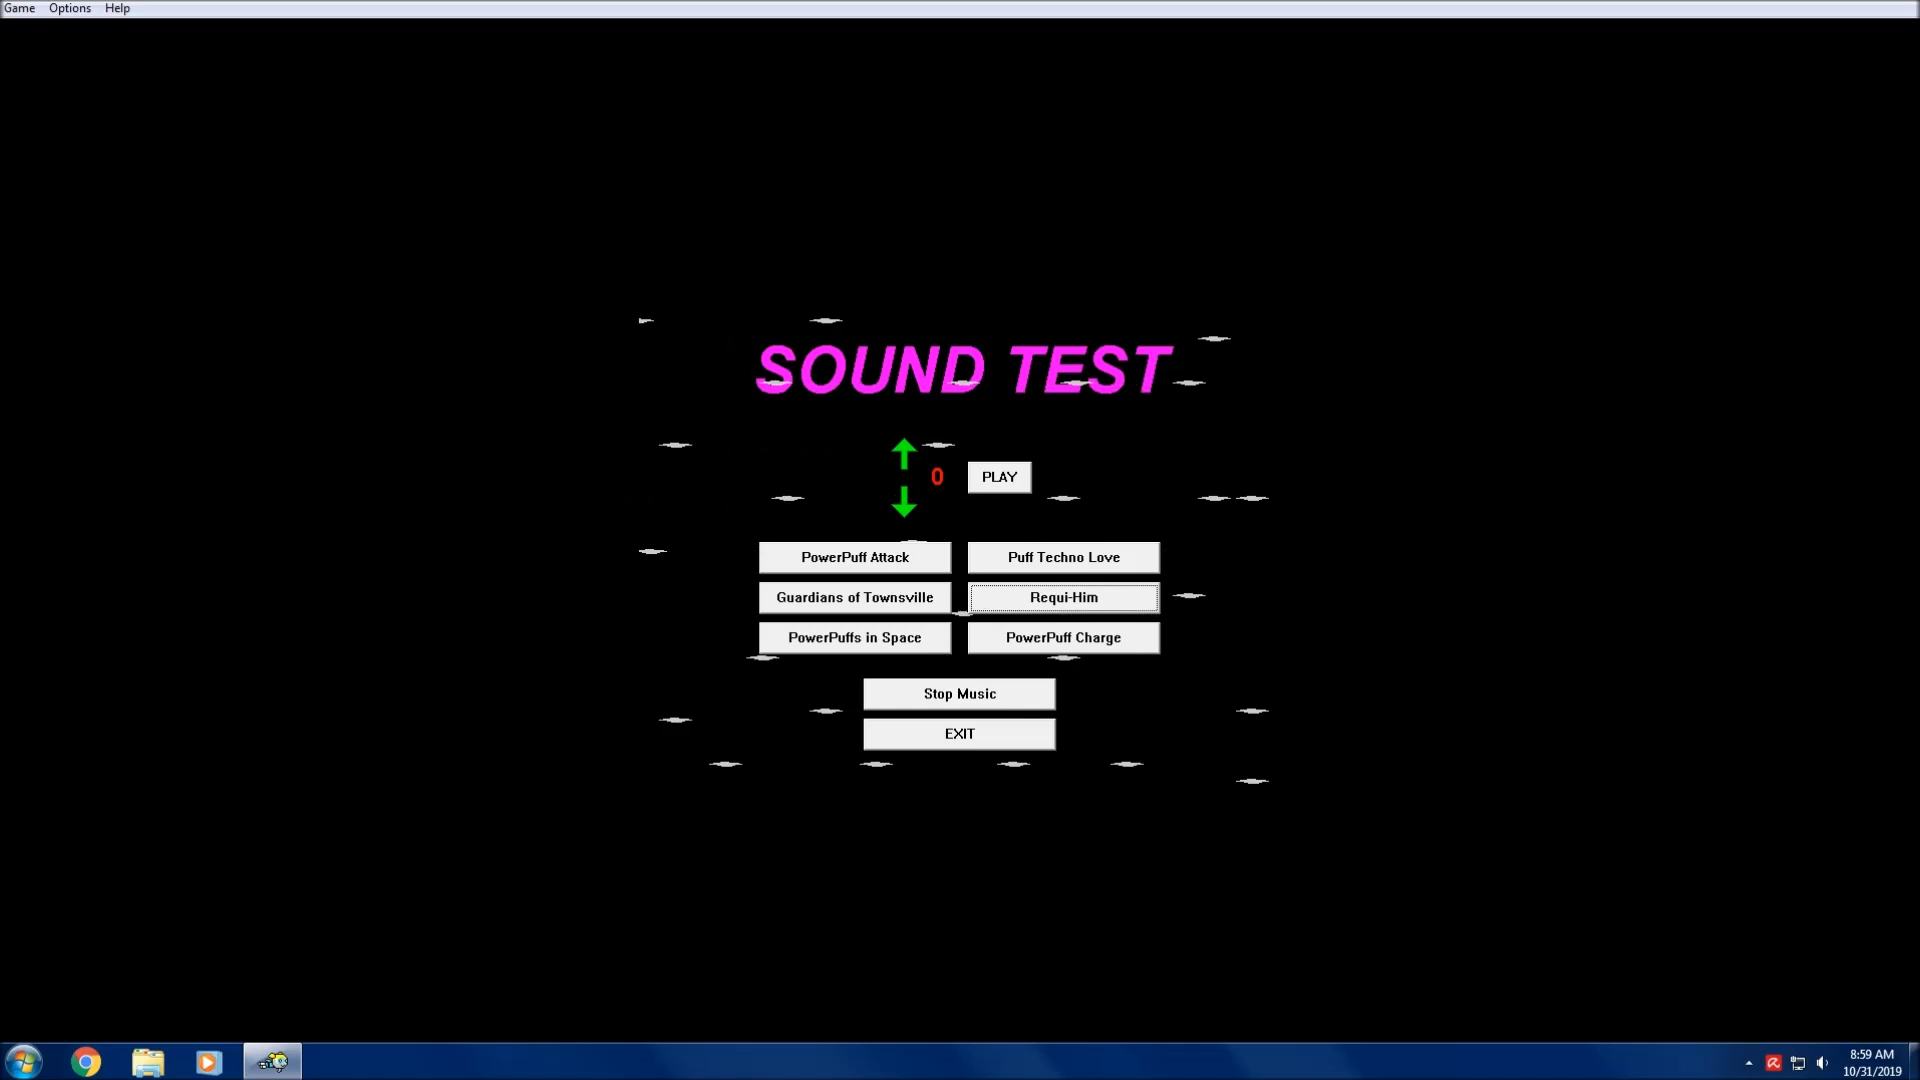 Game Options Help
SOUND TEST
0 PLAY
PowerPuff Attack Puff Techno Love
Guardians of Townsville Requi-Him
PowerPuffs in Space PowerPuff Charge
Stop Music
EXIT
8:59 AM
10/31/2019